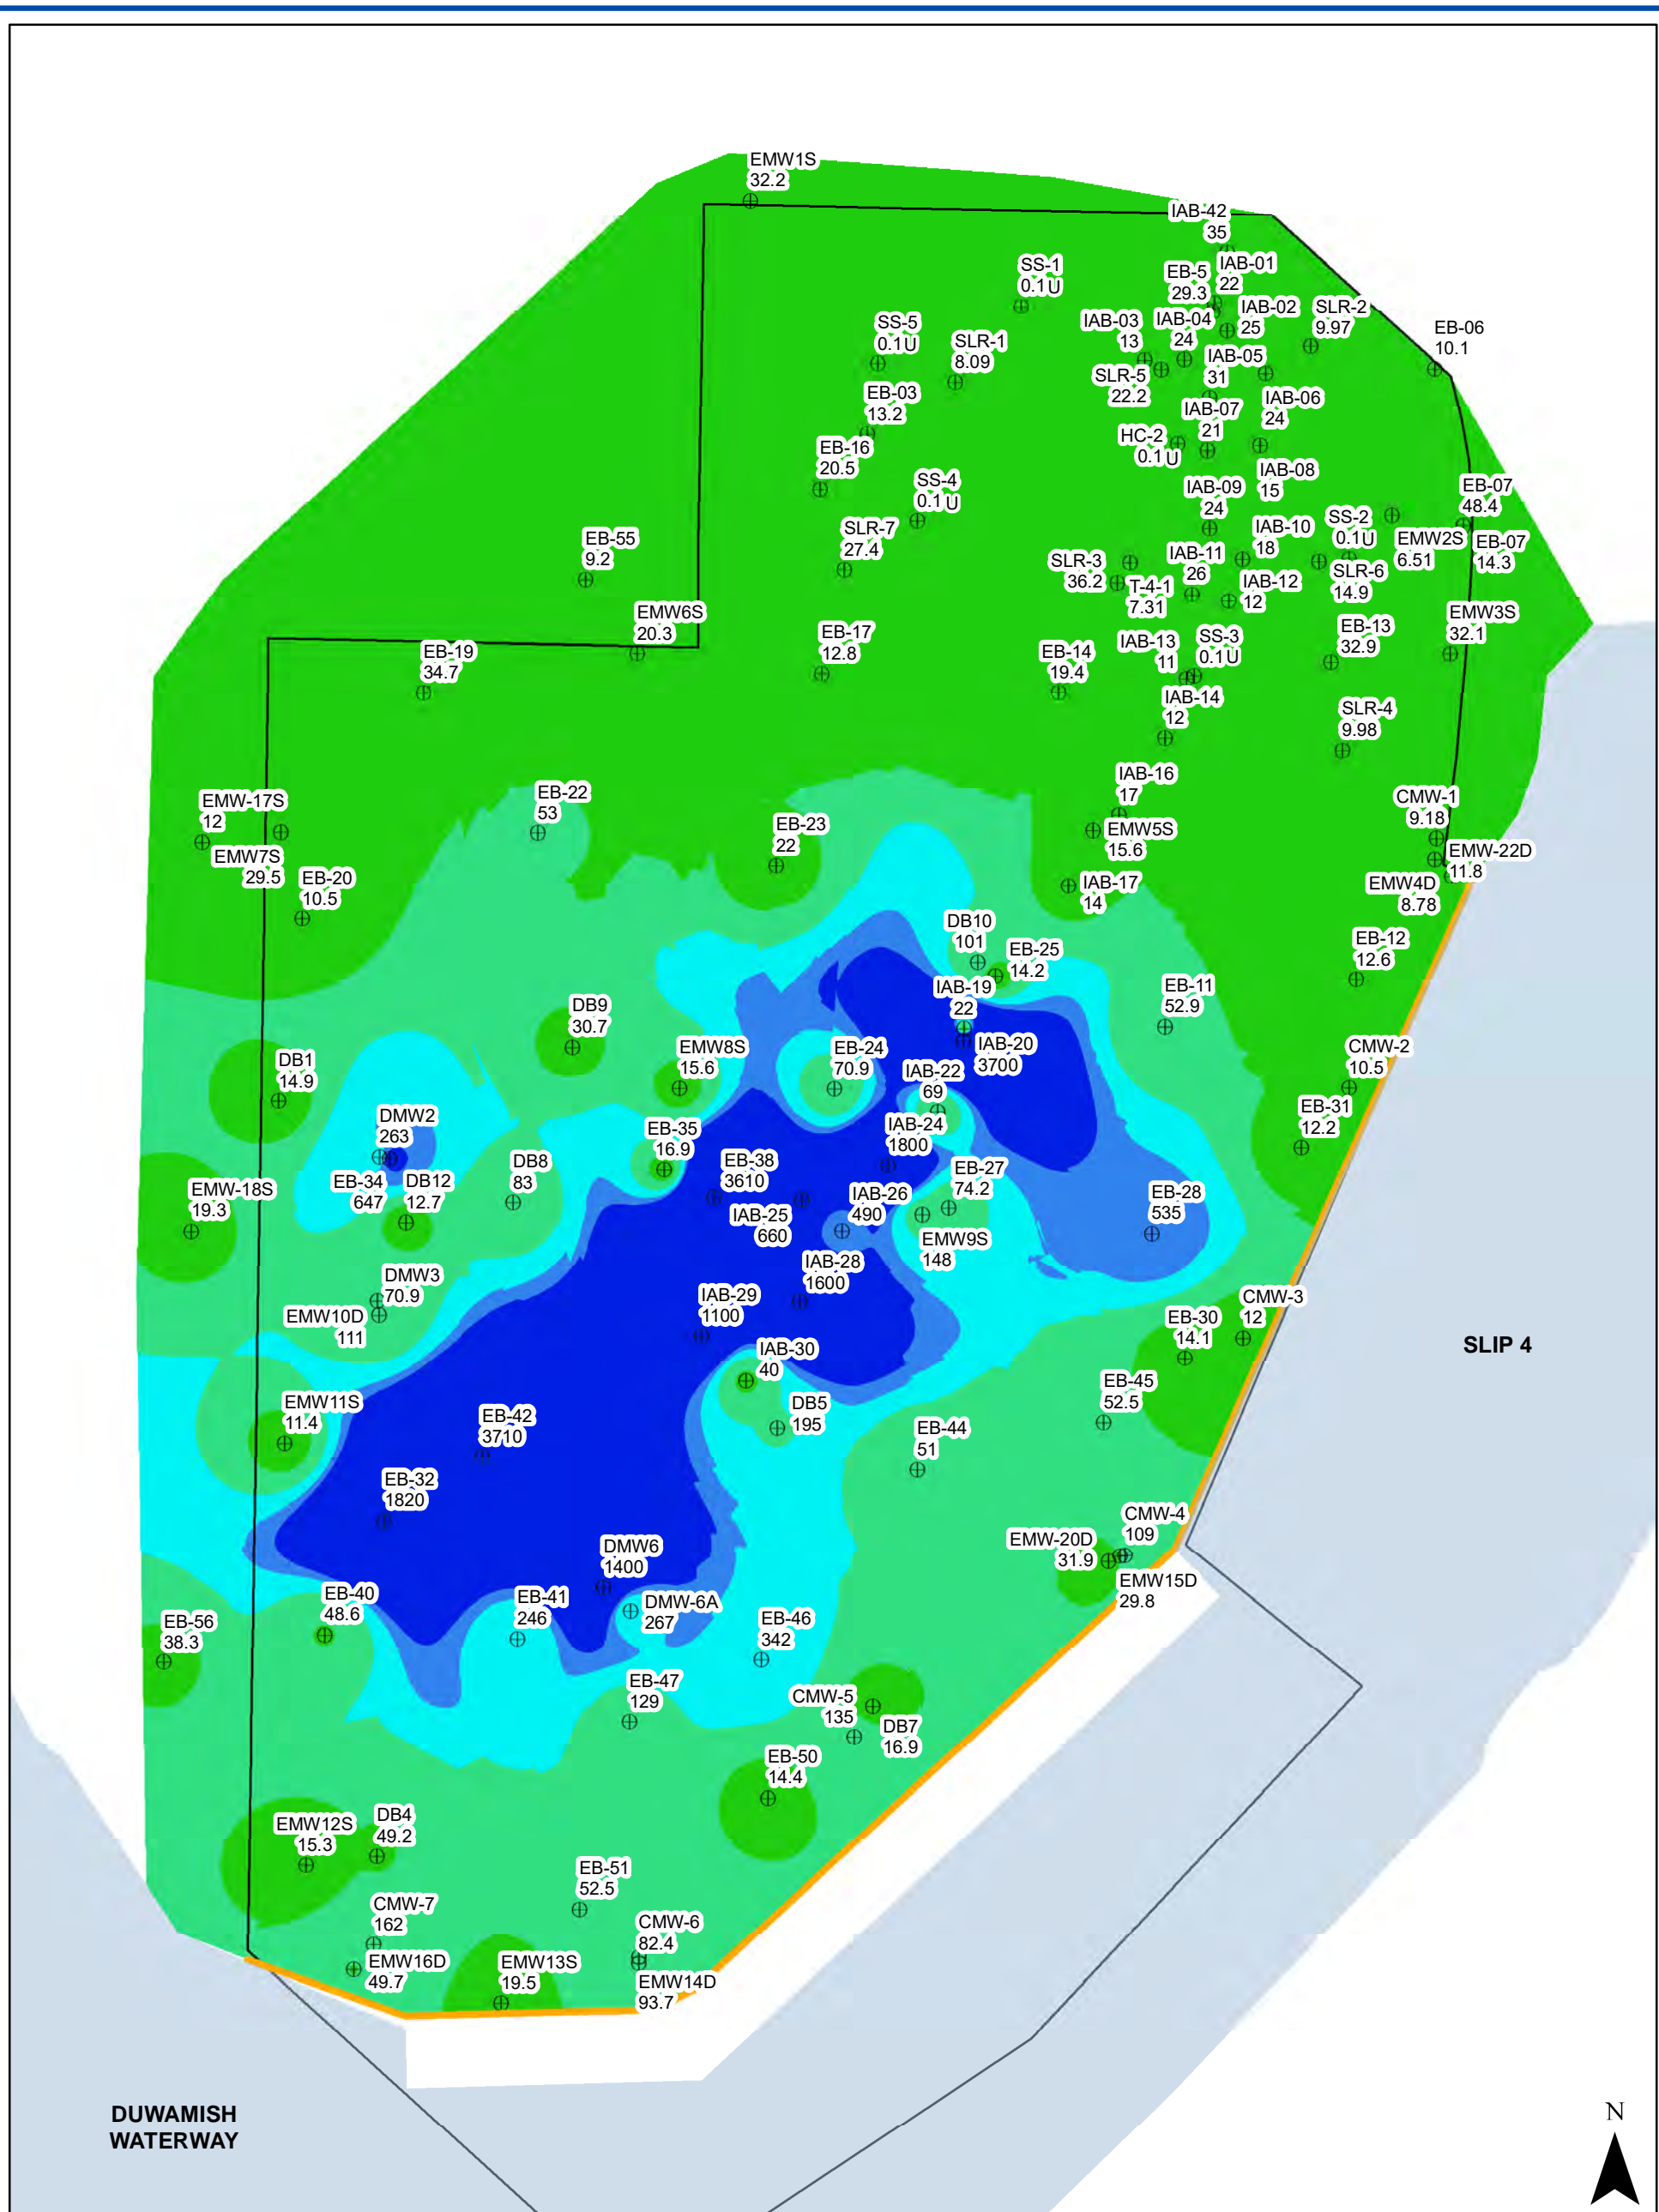 EMW1S
32.2
IAB-42
35
SS-1
0.1U
EB-5
29.3
IAB-01
22
IAB-02
25
SLR-2
9.97
EB-06
10.1
SS-5
0.1U
SLR-1
8.09
IAB-03
13
IAB-04
24
IAB-05
31
SLR-5
22.2
IAB-06
24
EB-03
13.2
IAB-07
21
HC-2
0.1U
EB-16
20.5
SS-4
0.1U
IAB-08
15
IAB-09
24
EB-07
48.4
SLR-7
27.4
EB-55
9.2
IAB-10
18
SS-2
0.1U
EMW2S
6.51
EB-07
14.3
SLR-3
36.2
IAB-11
26
SLR-6
14.9
T-4-1
7.31
IAB-12
12
EMW6S
20.3
EB-17
12.8
EB-19
34.7
EB-14
19.4
IAB-13
11
SS-3
0.1U
EB-13
32.9
EMW3S
32.1
IAB-14
12
SLR-4
9.98
IAB-16
17
EMW-17S
12
EB-22
53
EB-23
22
EMW5S
15.6
CMW-1
9.18
EMW7S
29.5
EB-20
10.5
EMW-22D
11.8
EMW4D
8.78
IAB-17
14
DB10
101
EB-25
14.2
EB-12
12.6
IAB-19
22
EB-11
52.9
DB9
30.7
IAB-20
3700
EMW8S
15.6
EB-24
70.9
DB1
14.9
CMW-2
10.5
IAB-22
69
EB-31
12.2
DMW2
263
EB-35
16.9
IAB-24
1800
EB-38
3610
EB-27
74.2
DB8
83
EB-34
647
DB12
12.7
EMW-18S
19.3
IAB-26
490
EB-28
535
IAB-25
660
EMW9S
148
IAB-28
1600
DMW3
70.9
IAB-29
1100
CMW-3
12
EMW10D
111
EB-30
14.1
SLIP 4
IAB-30
40
EB-45
52.5
EMW11S
11.4
DB5
195
EB-42
3710
EB-44
51
EB-32
1820
CMW-4
109
EMW-20D
31.9
DMW6
1400
EMW15D
29.8
EB-40
48.6
EB-41
246
DMW-6A
267
EB-46
342
EB-56
38.3
EB-47
129
CMW-5
135
DB7
16.9
EB-50
14.4
EMW12S
15.3
DB4
49.2
EB-51
52.5
CMW-7
162
CMW-6
82.4
EMW16D
49.7
EMW13S
19.5
EMW14D
93.7
DUWAMISH
WATERWAY
N